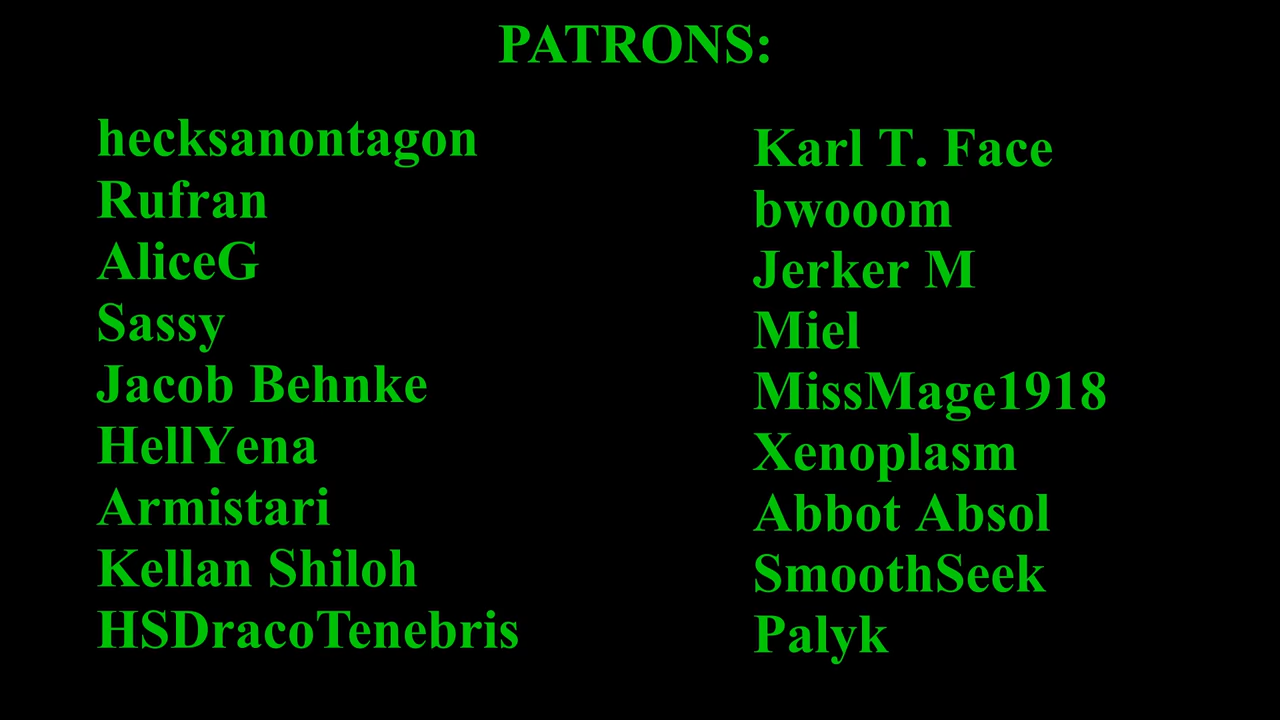 PATRONS:
hecksanontagon
Rufran
AliceG
Sassy
Jacob Behnke
HellYena
Armistari
Kellan Shiloh
HSDracoTenebris
Karl T. Face
bwooom
Jerker M
Miel
MissMage1918
Xenoplasm
Abbot Absol
SmoothSeek
Palyk